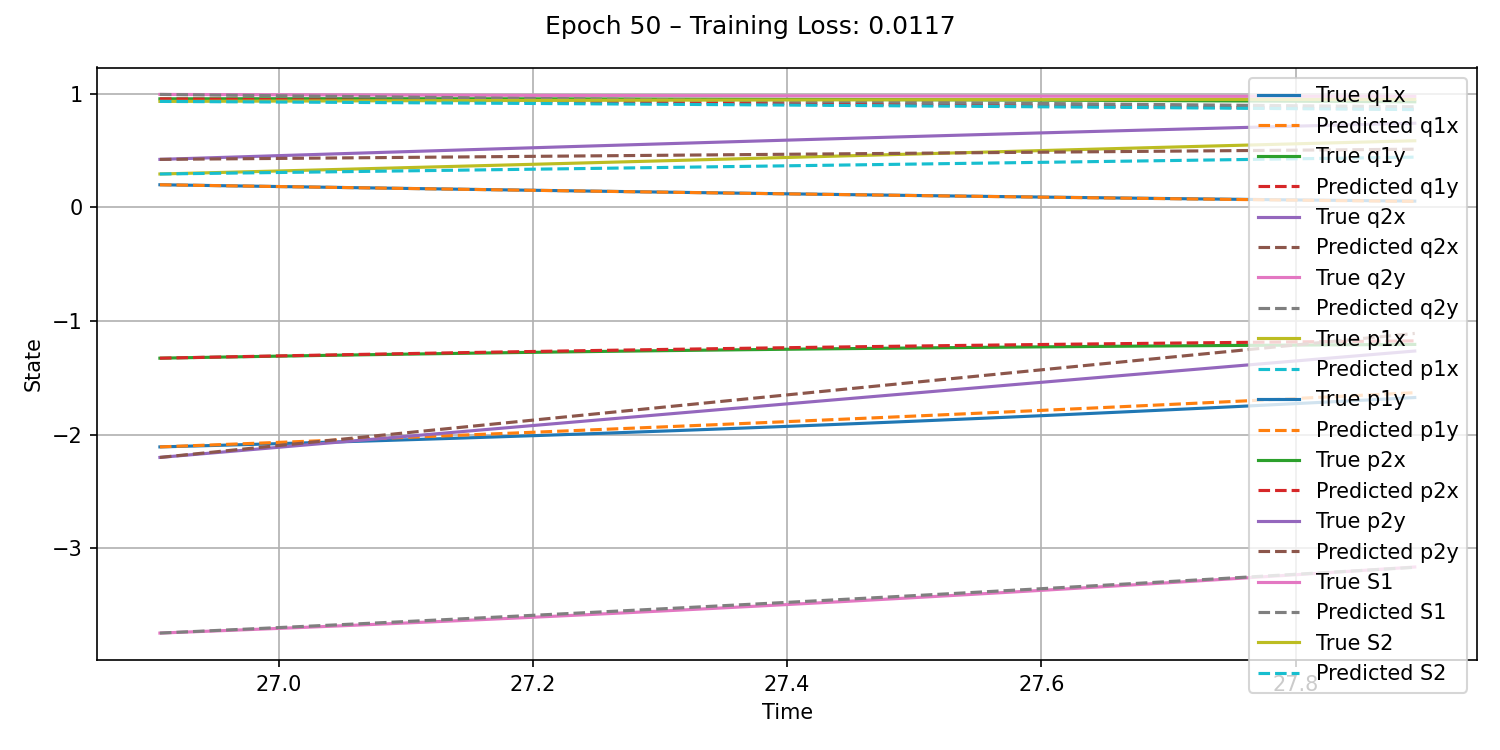 Epoch 50 – Training Loss: 0.0117
State
1
0
−1
−2
−3
27.0
27.2
27.4
27.6
27.8
Time
True q1x
Predicted q1x
True q1y
Predicted q1y
True q2x
Predicted q2x
True q2y
Predicted q2y
True p1x
Predicted p1x
True p1y
Predicted p1y
True p2x
Predicted p2x
True p2y
Predicted p2y
True S1
Predicted S1
True S2
Predicted S2